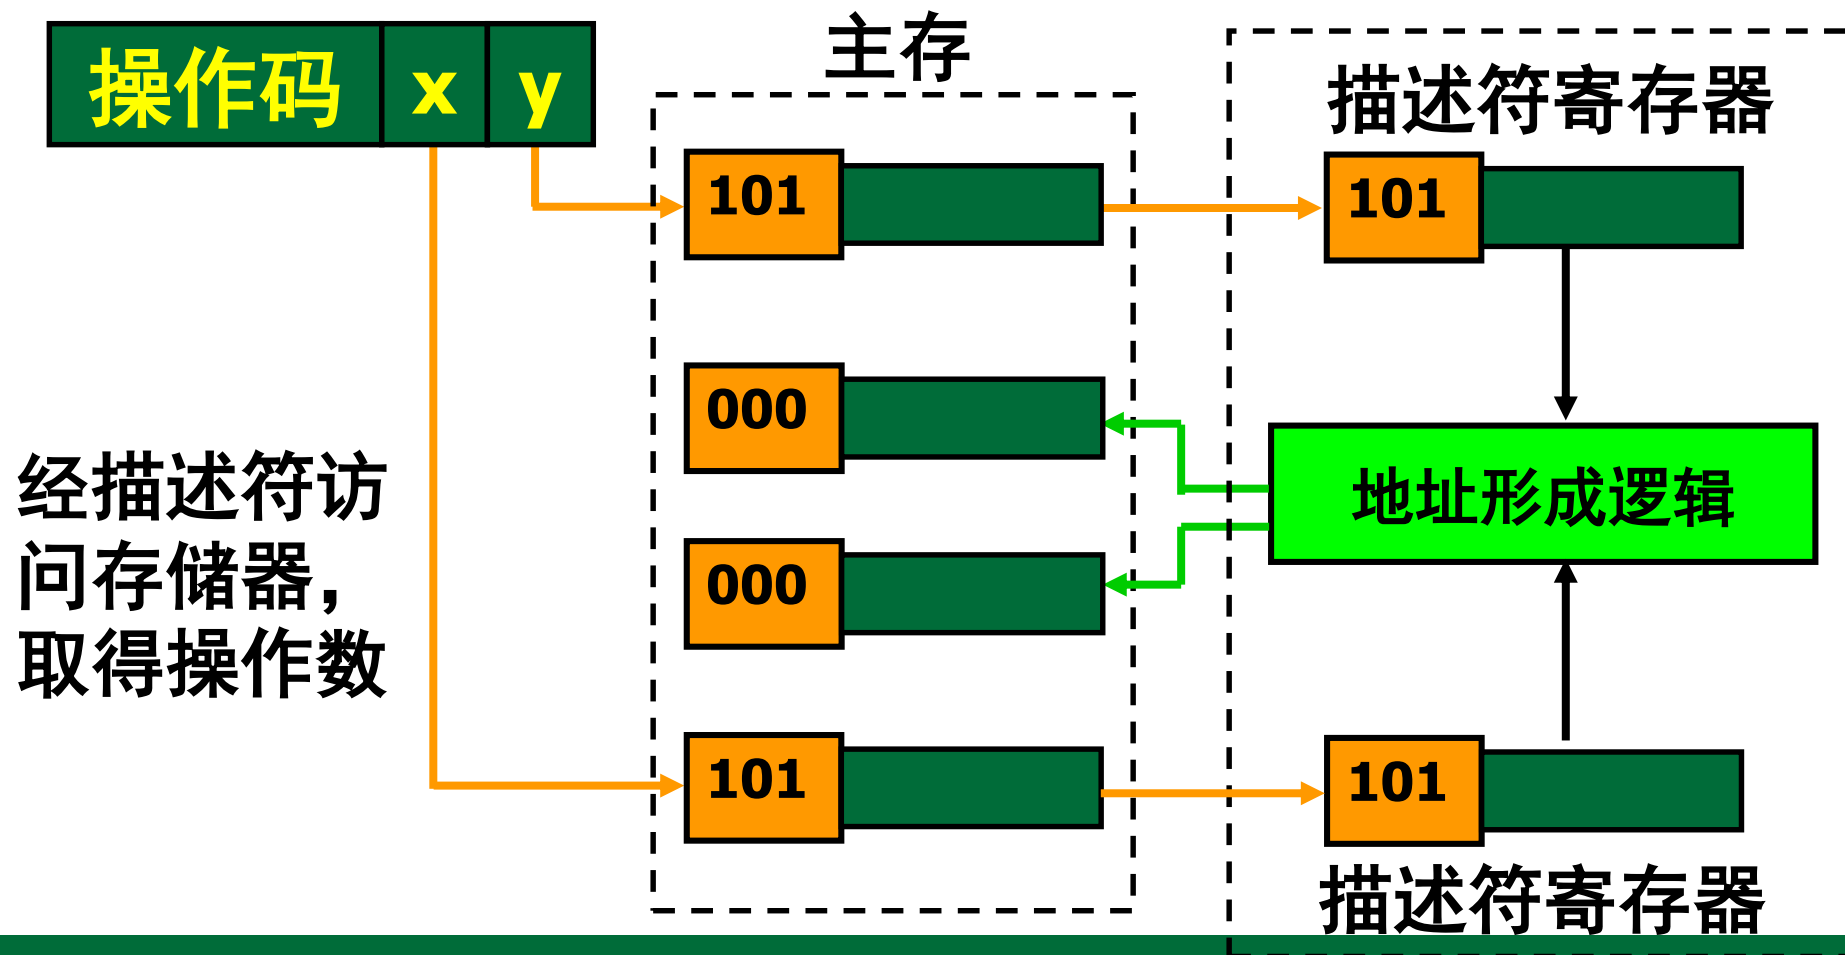 操作码 x y
主存
描述符寄存器
101
101
000
地址形成逻辑
经描述符访
问存储器,
取得操作数
000
101
101
描述符寄存器